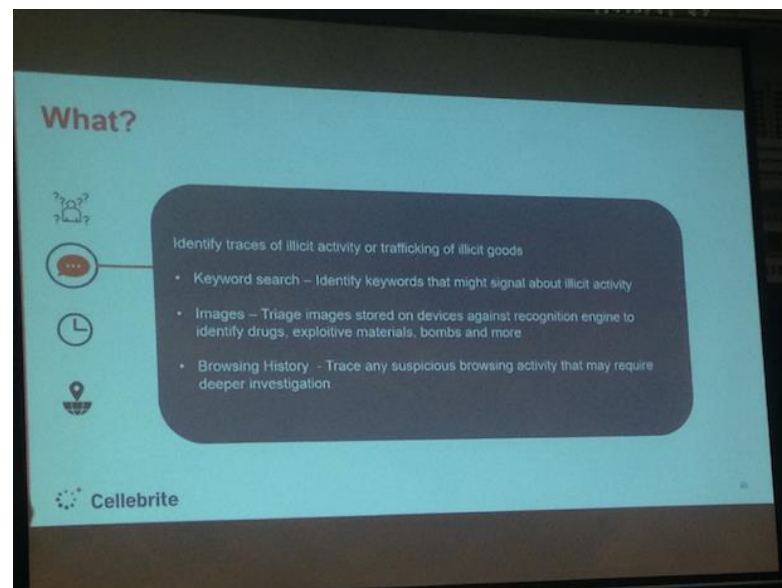 What?
??

??
?
?
Identify traces of illicit activity or trafficking of illicit goods
• Keyword search – Identify keywords that might signal about illicit activity
• Images – Triage images stored on devices against recognition engine to
identify drugs, exploitive materials, bombs and more
• Browsing History - Trace any suspicious browsing activity that may require
deeper investigation
Cellebrite